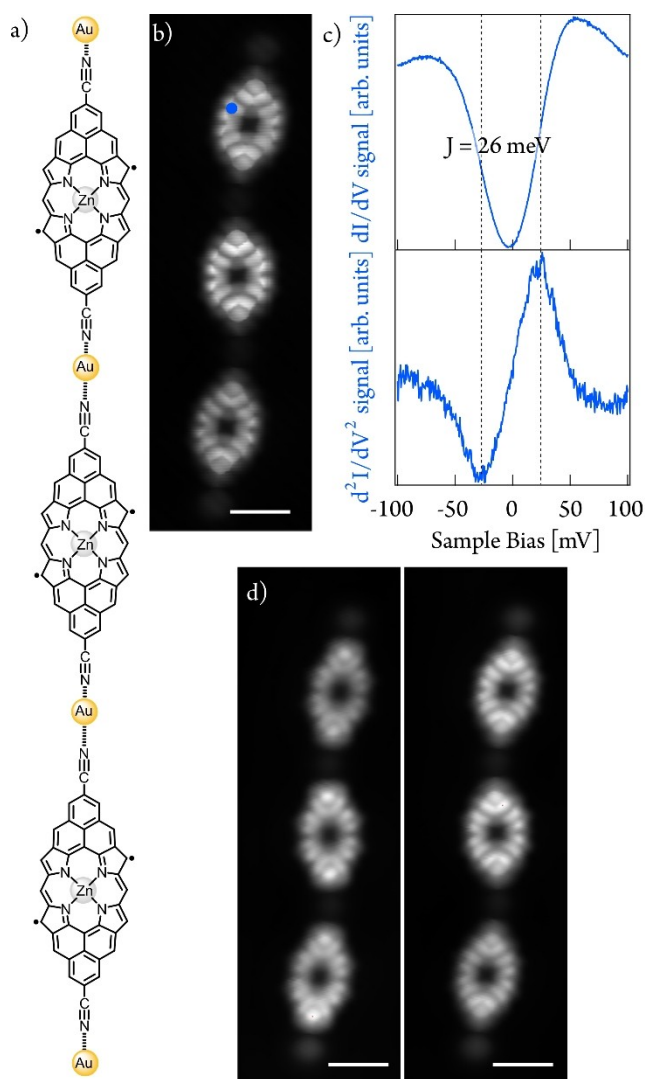 a)
Au
N
C
N
N
Zn
N
N
C
N
Au
N
C
N
N
Zn
N
N
C
N
Au
N
C
N
N
Zn
N
N
C
N
Au
b)
c)
dI/dV signal [arb. units]
J = 26 meV
d²I/dV² signal [arb. units]
-100 -50 0 50 100
Sample Bias [mV]
d)